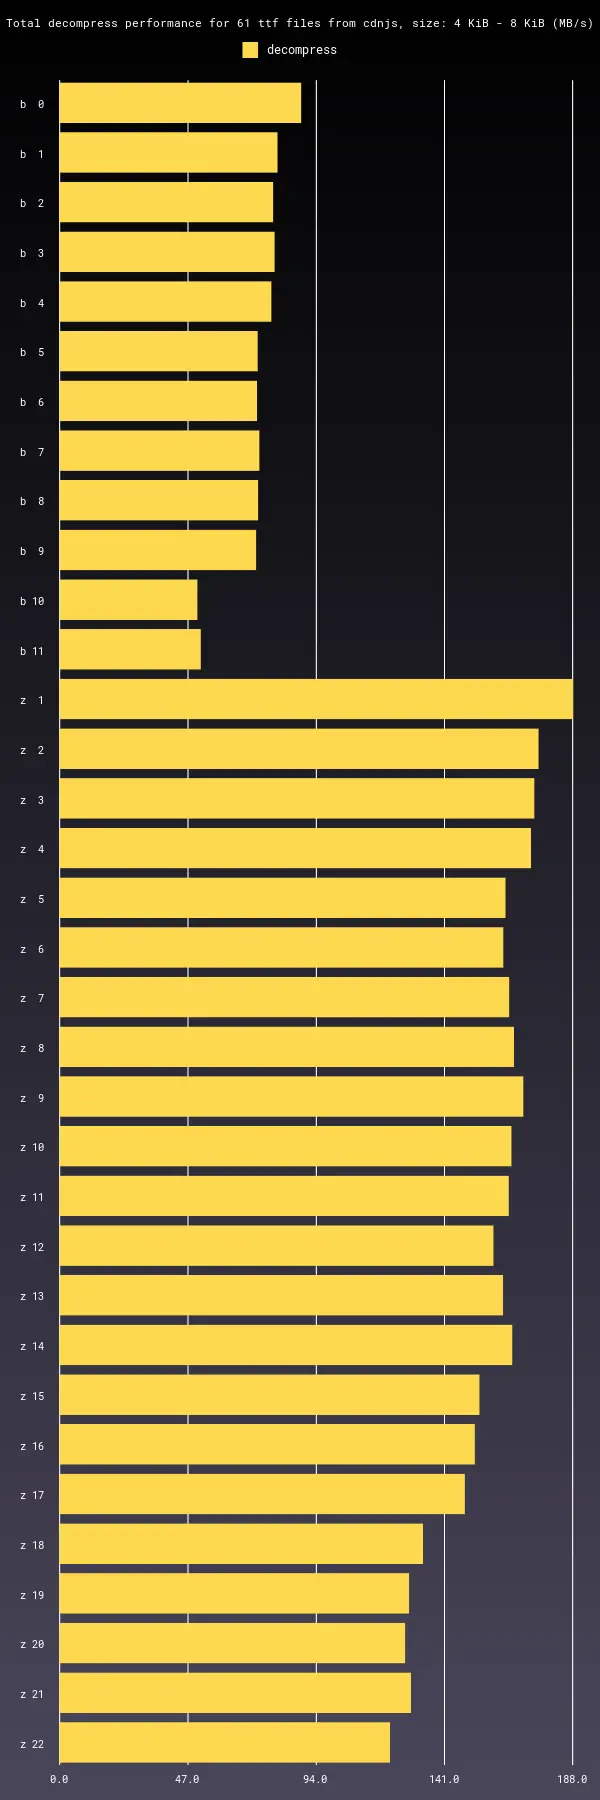 Total decompress performance for 61 ttf files from cdnjs, size: 4 KiB - 8 KiB (MB/s)
decompress
b  0
b  1
b  2
b  3
b  4
b  5
b  6
b  7
b  8
b  9
b 10
b 11
z  1
z  2
z  3
z  4
z  5
z  6
z  7
z  8
z  9
z 10
z 11
z 12
z 13
z 14
z 15
z 16
z 17
z 18
z 19
z 20
z 21
z 22
0.0 47.0 94.0 141.0 188.0